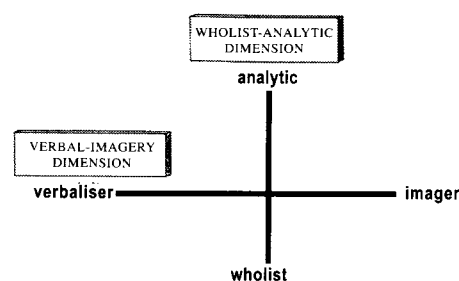 WHOLIST-ANALYTIC
DIMENSION
analytic
VERBAL-IMAGERY
DIMENSION
verbaliser
imager
wholist